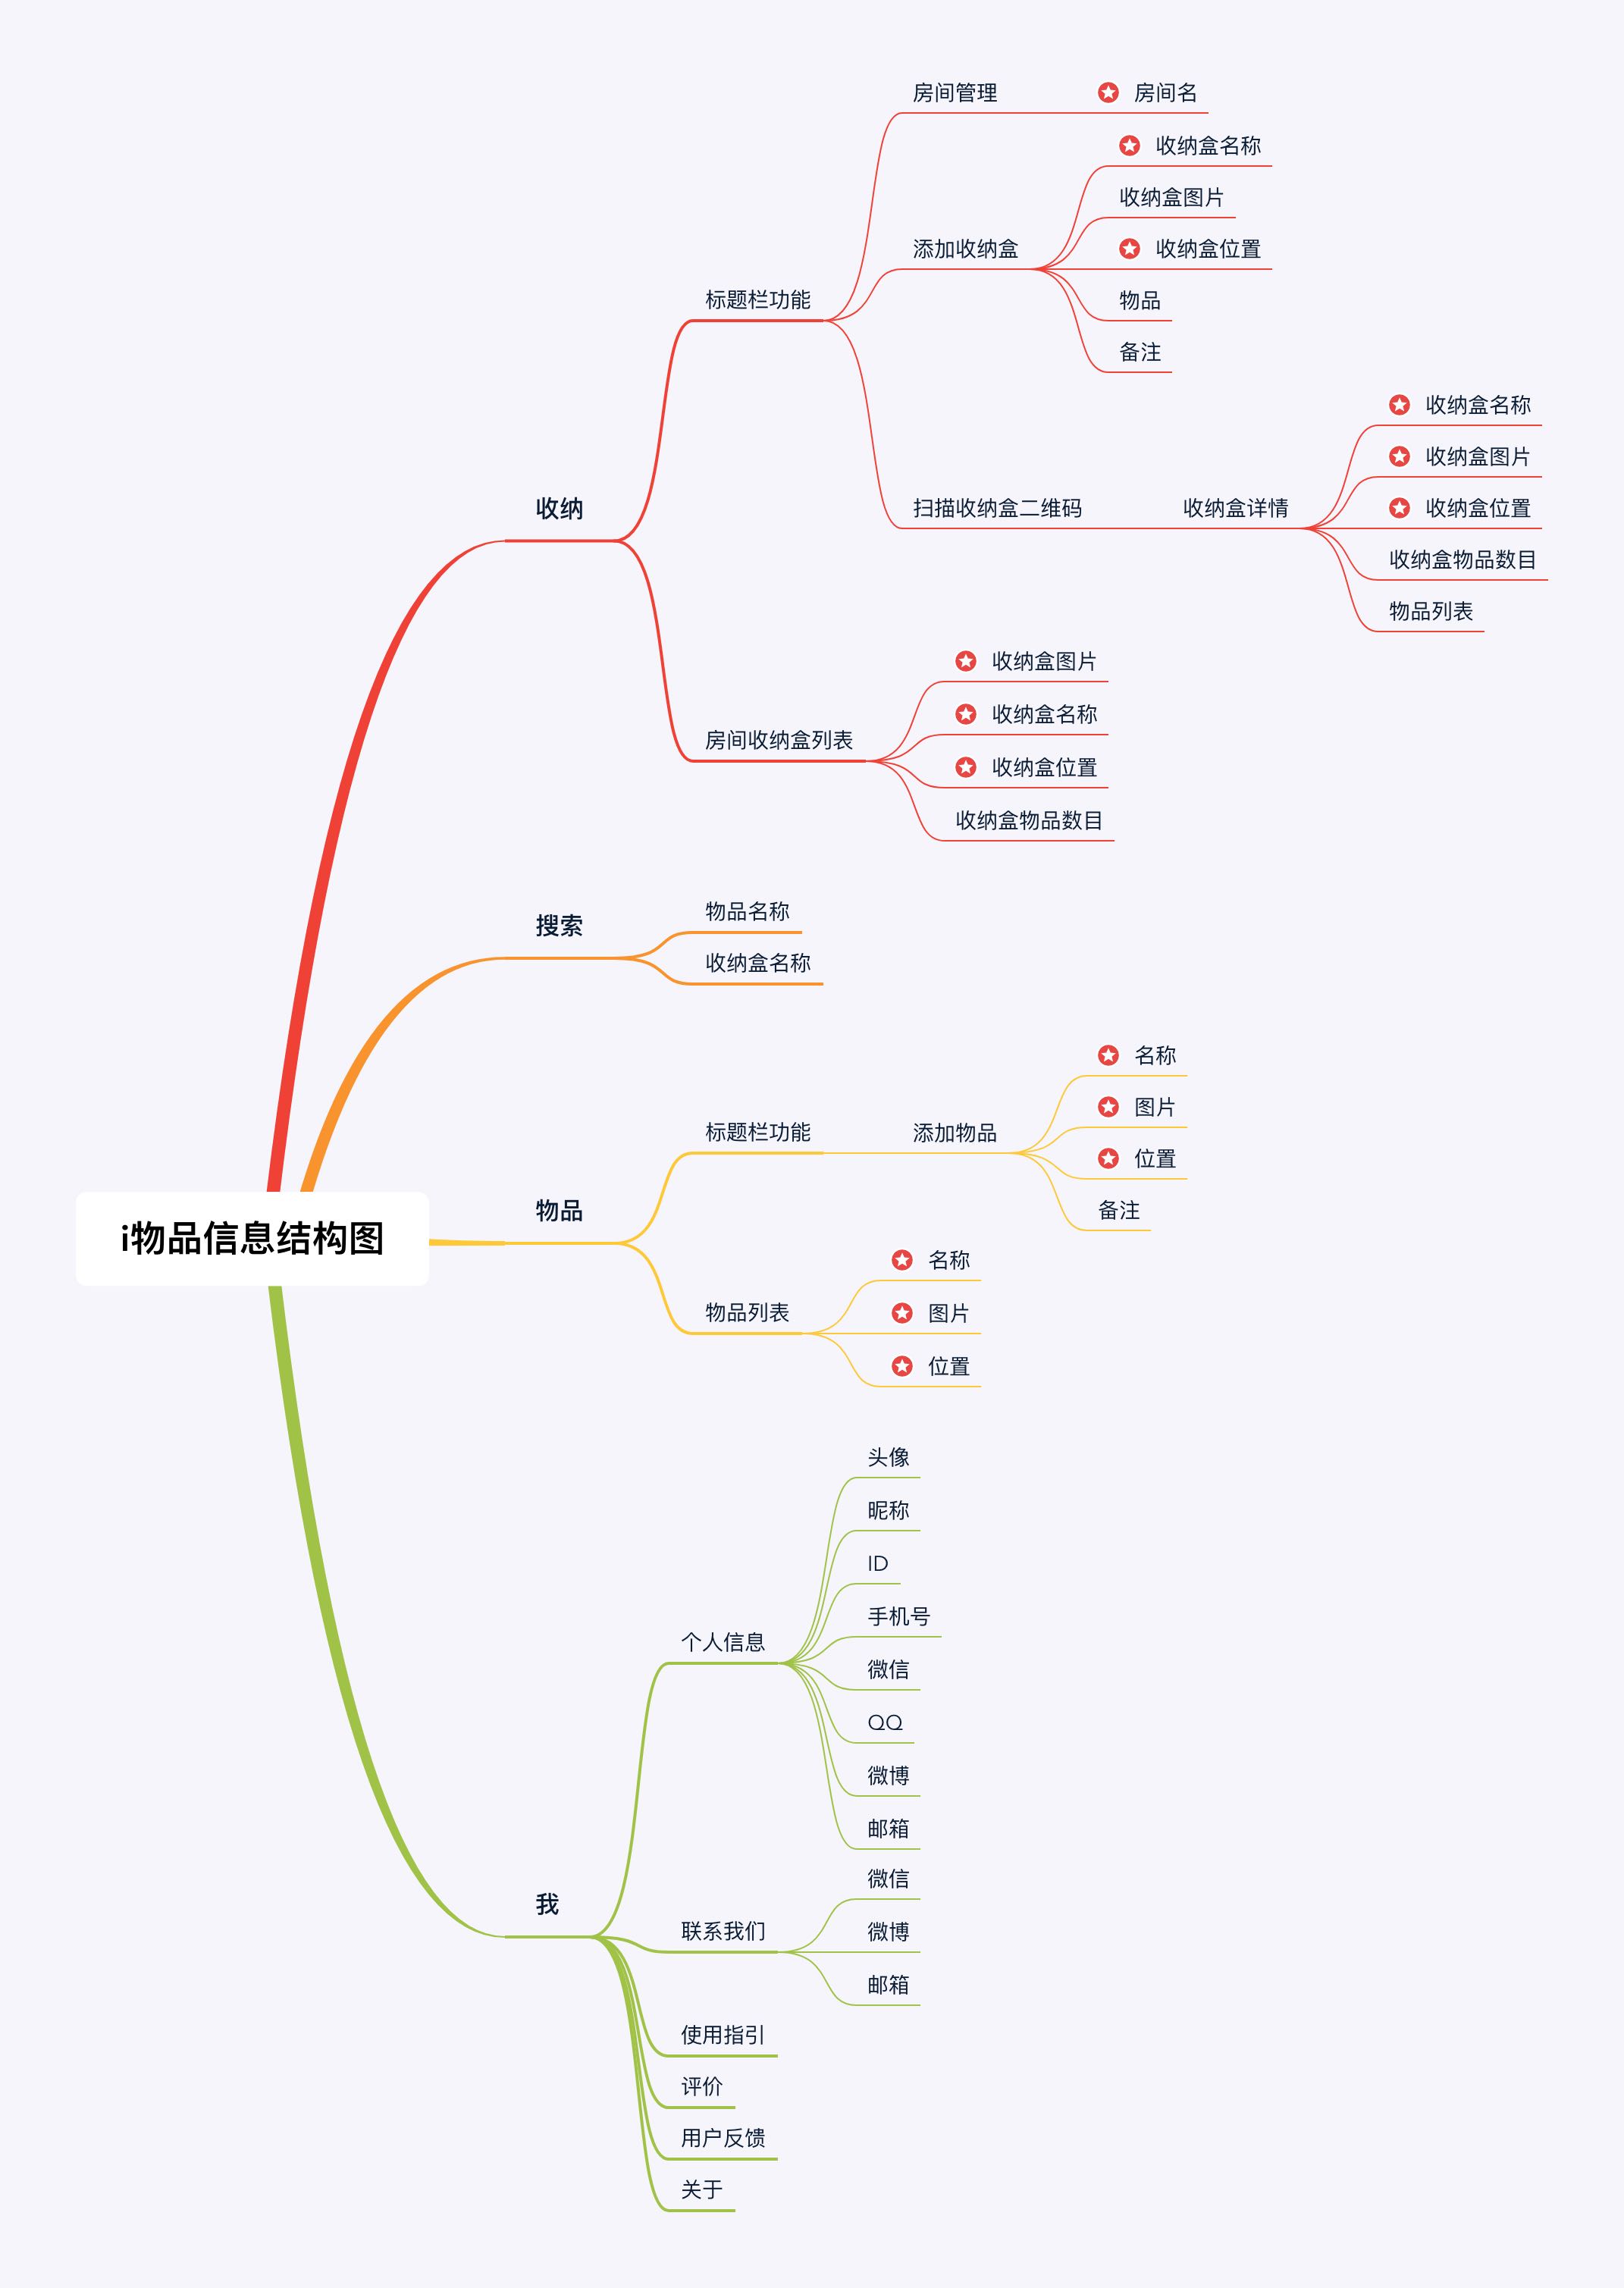 i物品信息结构图
收纳
标题栏功能
房间管理
房间名
添加收纳盒
收纳盒名称
收纳盒图片
收纳盒位置
物品
备注
扫描收纳盒二维码
收纳盒详情
收纳盒名称
收纳盒图片
收纳盒位置
收纳盒物品数目
物品列表
房间收纳盒列表
收纳盒图片
收纳盒名称
收纳盒位置
收纳盒物品数目
搜索
物品名称
收纳盒名称
物品
标题栏功能
添加物品
名称
图片
位置
备注
物品列表
名称
图片
位置
我
个人信息
头像
昵称
ID
手机号
微信
QQ
微博
邮箱
联系我们
微信
微博
邮箱
使用指引
评价
用户反馈
关于